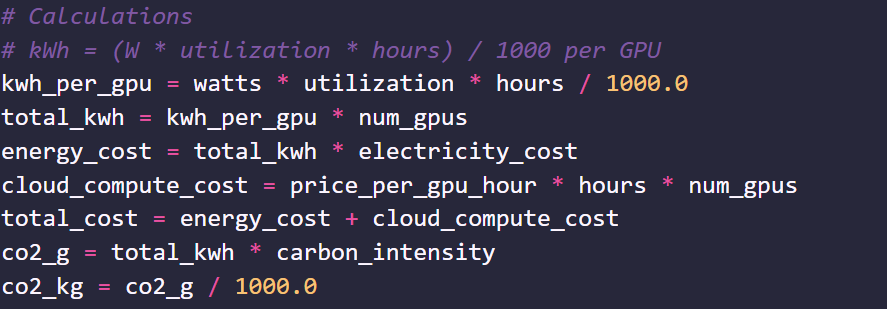 # Calculations
# kWh = (W * utilization * hours) / 1000 per GPU
kwh_per_gpu = watts * utilization * hours / 1000.0
total_kwh = kwh_per_gpu * num_gpus
energy_cost = total_kwh * electricity_cost
cloud_compute_cost = price_per_gpu_hour * hours * num_gpus
total_cost = energy_cost + cloud_compute_cost
co2_g = total_kwh * carbon_intensity
co2_kg = co2_g / 1000.0